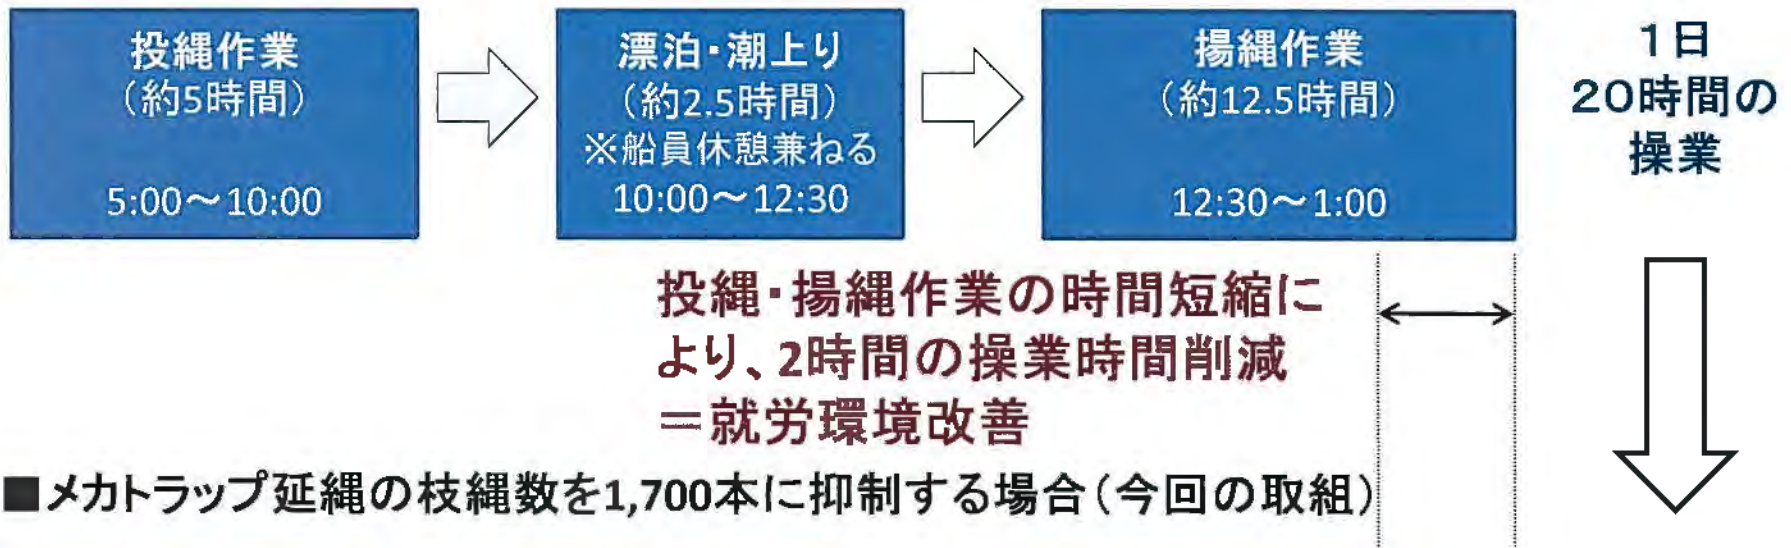 投縄作業
（約5時間）
5:00～10:00
漂泊・潮上り
（約2.5時間）
※船員休憩兼ねる
10:00～12:30
揚縄作業
（約12.5時間）
12:30～1:00
1日
20時間の
操業
投縄・揚縄作業の時間短縮に
より、2時間の操業時間削減
＝就労環境改善
■メカトラップ延縄の枝縄数を1,700本に抑制する場合（今回の取組）